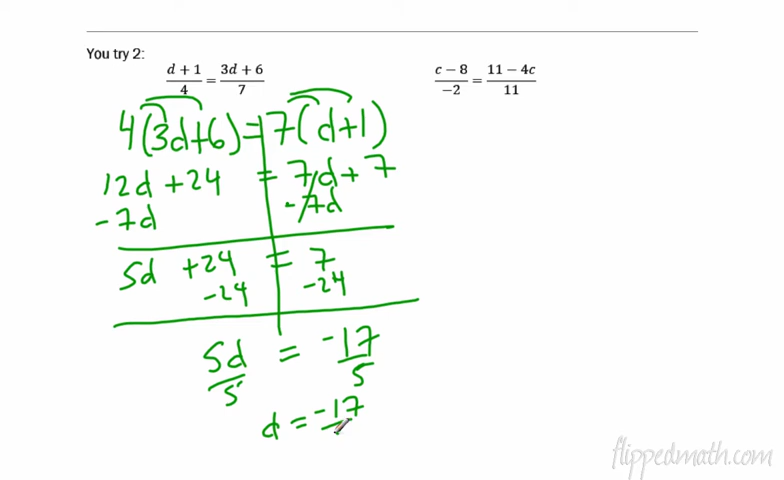 You try 2:
d + 1 / 4 = 3d + 6 / 7
c − 8 / −2 = 11 − 4c / 11
4(3d+6) = 7(d+1)
12d +24 = 7d + 7
-7d -7d
5d +24 = 7
-24 -24
5d / 5 = -17 / 5
d = -17
flippedmath.com